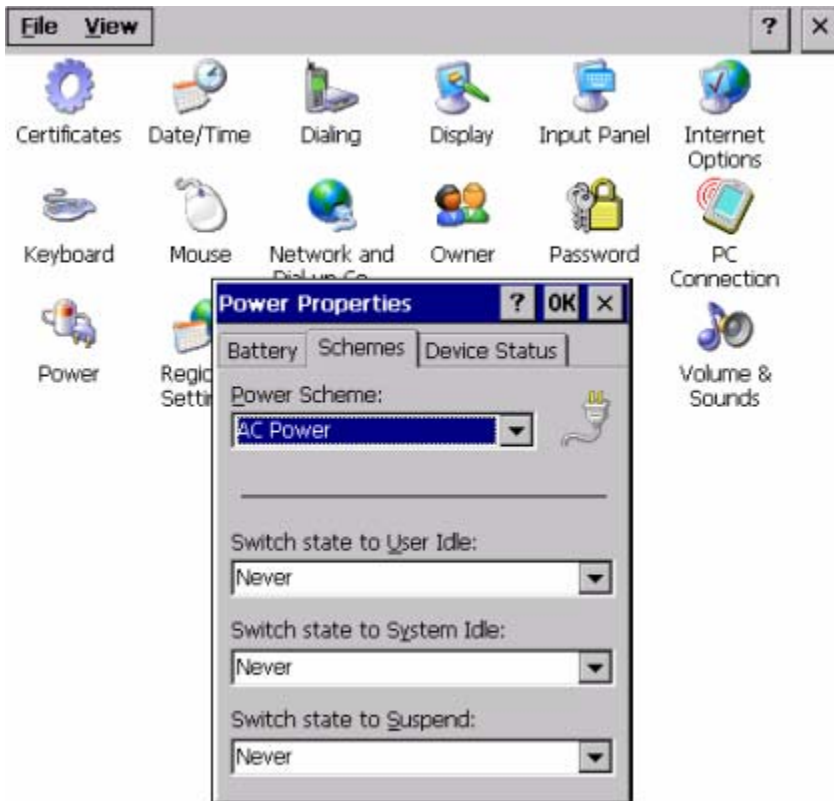 File View ? ×
Certificates Date/Time Dialing Display Input Panel Internet
Options
Keyboard Mouse Network and Owner Password PC
Connection
Power Properties ? OK ×
Battery Schemes Device Status
Power Volume &
Sounds
Power Scheme:
AC Power
Switch state to User Idle:
Never
Switch state to System Idle:
Never
Switch state to Suspend:
Never